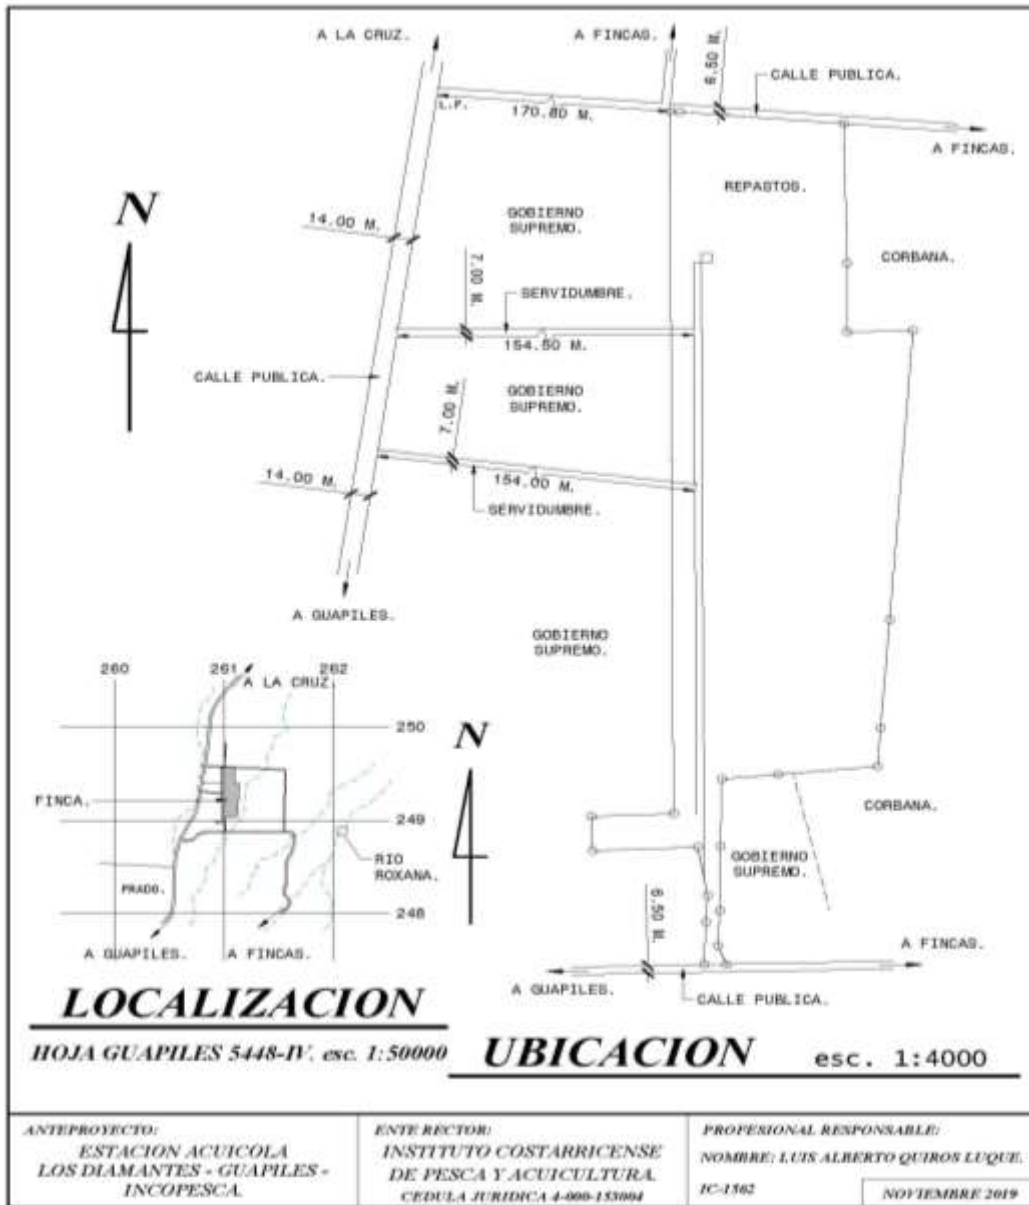 A LA CRUZ.
A FINCAS.
6.50 M.
CALLE PUBLICA.
L.P.
170.80 M.
A FINCAS.
REPASTOS.
N
14.00 M.
GOBIERNO
SUPREMO.
CORBANA.
7.00 M.
SERVIDUMBRE.
154.50 M.
CALLE PUBLICA.
GOBIERNO
SUPREMO.
7.00 M.
14.00 M.
154.00 M.
SERVIDUMBRE.
A GUAPILES.
GOBIERNO
SUPREMO.
260
261
262
A LA CRUZ.
250
N
FINCA.
249
CORBANA.
RIO
ROXANA.
GOBIERNO
SUPREMO.
PRADO.
248
6.50 M.
A GUAPILES.
A FINCAS.
A FINCAS.
A GUAPILES.
CALLE PUBLICA.
LOCALIZACION
HOJA GUAPILES 5448-IV. esc. 1:50000
UBICACION
esc. 1:4000
ANTEPROYECTO:
ESTACION ACUICOLA
LOS DIAMANTES - GUAPILES -
INCOPESCA.
ENTE RECTOR:
INSTITUTO COSTARRICENSE
DE PESCA Y ACUICULTURA.
CEDULA JURIDICA 4-000-153004
PROFESIONAL RESPONSABLE:
NOMBRE: LUIS ALBERTO QUIROS LUQUE.
IC-1562
NOVIEMBRE 2019